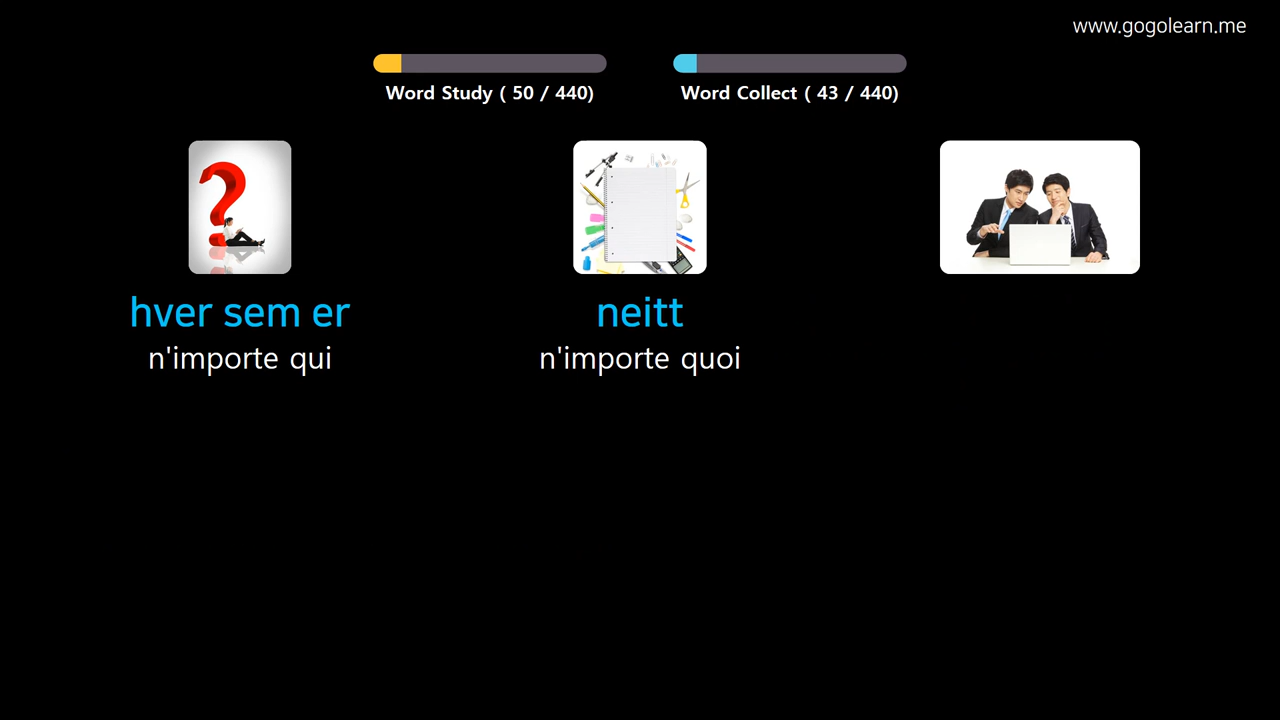 www.gogolearn.me
Word Study ( 50 / 440)
Word Collect ( 43 / 440)
hver sem er
n'importe qui
neitt
n'importe quoi